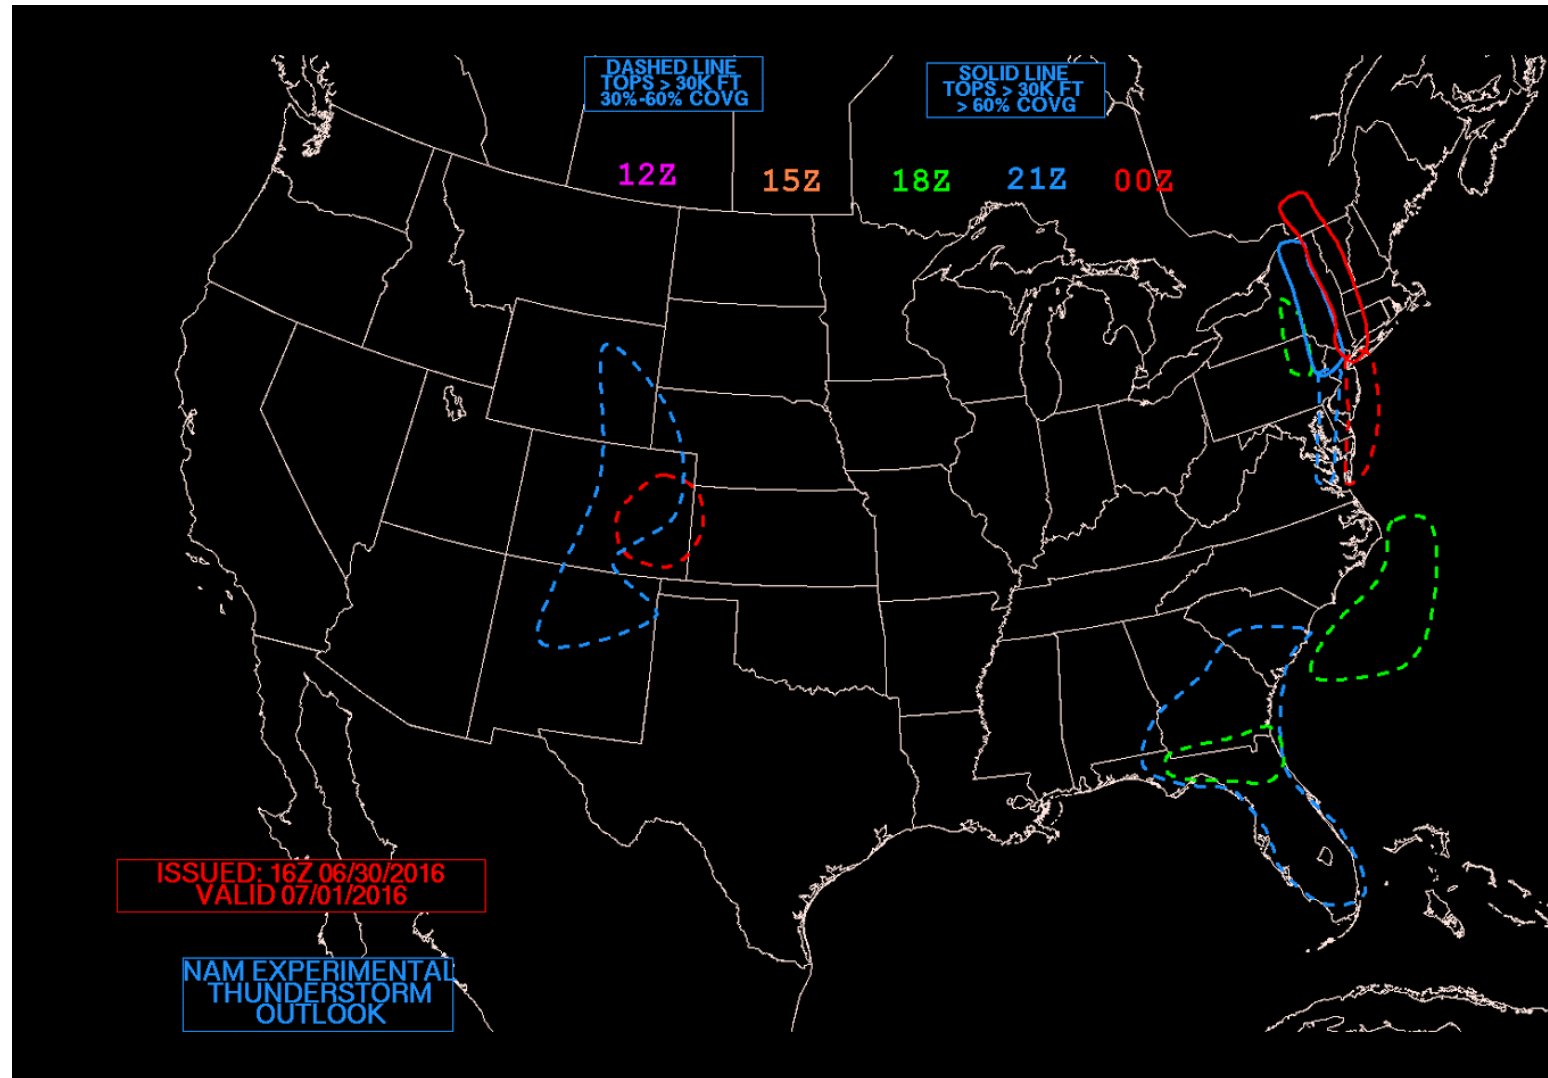 DASHED LINE
TOPS > 30K FT
30%-60% COVG
SOLID LINE
TOPS > 30K FT
> 60% COVG
12Z 15Z 18Z 21Z 00Z
ISSUED: 16Z 06/30/2016
VALID 07/01/2016
NAM EXPERIMENTAL
THUNDERSTORM
OUTLOOK